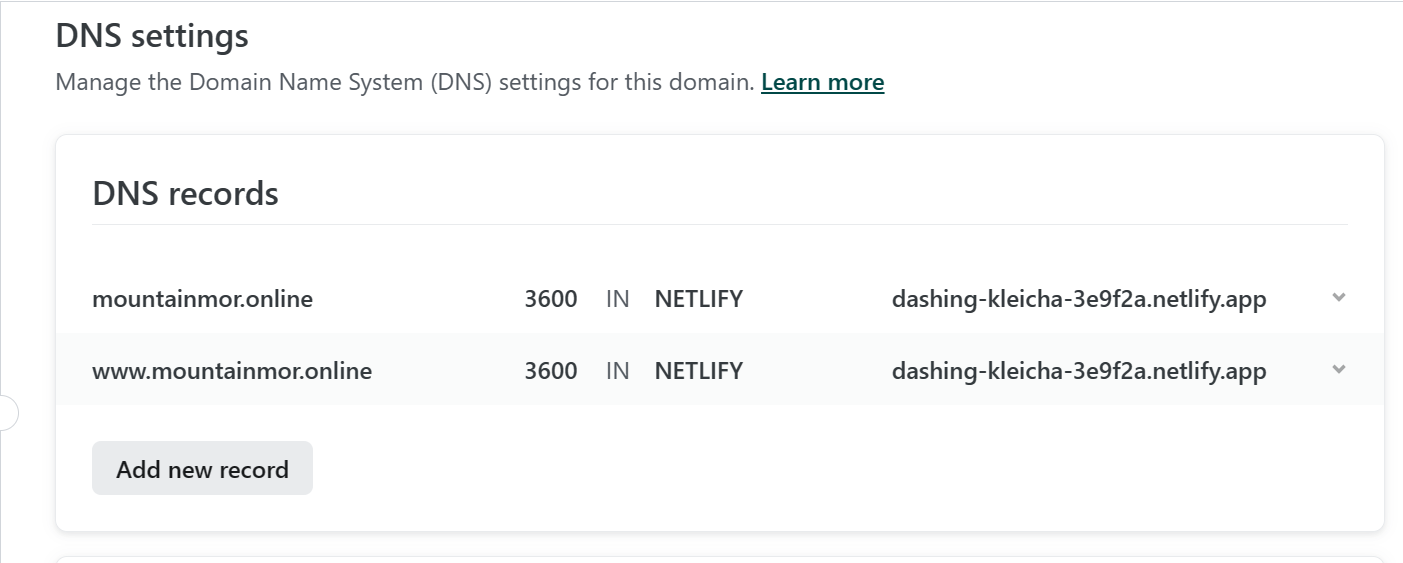 DNS settings
Manage the Domain Name System (DNS) settings for this domain. Learn more
DNS records
mountainmor.online 3600 IN NETLIFY dashing-kleicha-3e9f2a.netlify.app
www.mountainmor.online 3600 IN NETLIFY dashing-kleicha-3e9f2a.netlify.app
Add new record